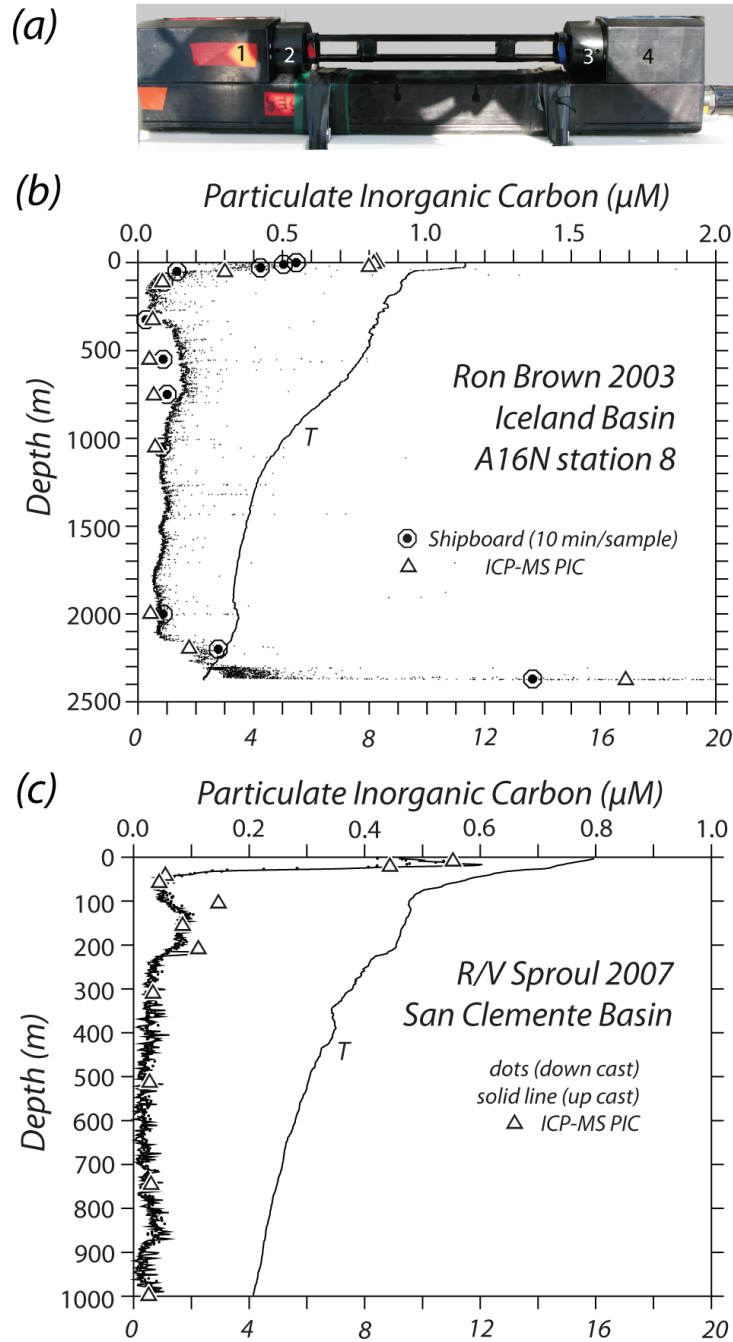 (a)
1 2 3 4
(b)
Particulate Inorganic Carbon (μM)
0.0 0.5 1.0 1.5 2.0
0
500
1000
1500
2000
2500
Depth (m)
Ron Brown 2003
Iceland Basin
A16N station 8
T
Shipboard (10 min/sample)
ICP-MS PIC
0 4 8 12 16 20
(c)
Particulate Inorganic Carbon (μM)
0.0 0.2 0.4 0.6 0.8 1.0
0
100
200
300
400
500
600
700
800
900
1000
Depth (m)
R/V Sproul 2007
San Clemente Basin
T
dots (down cast)
solid line (up cast)
ICP-MS PIC
0 4 8 12 16 20